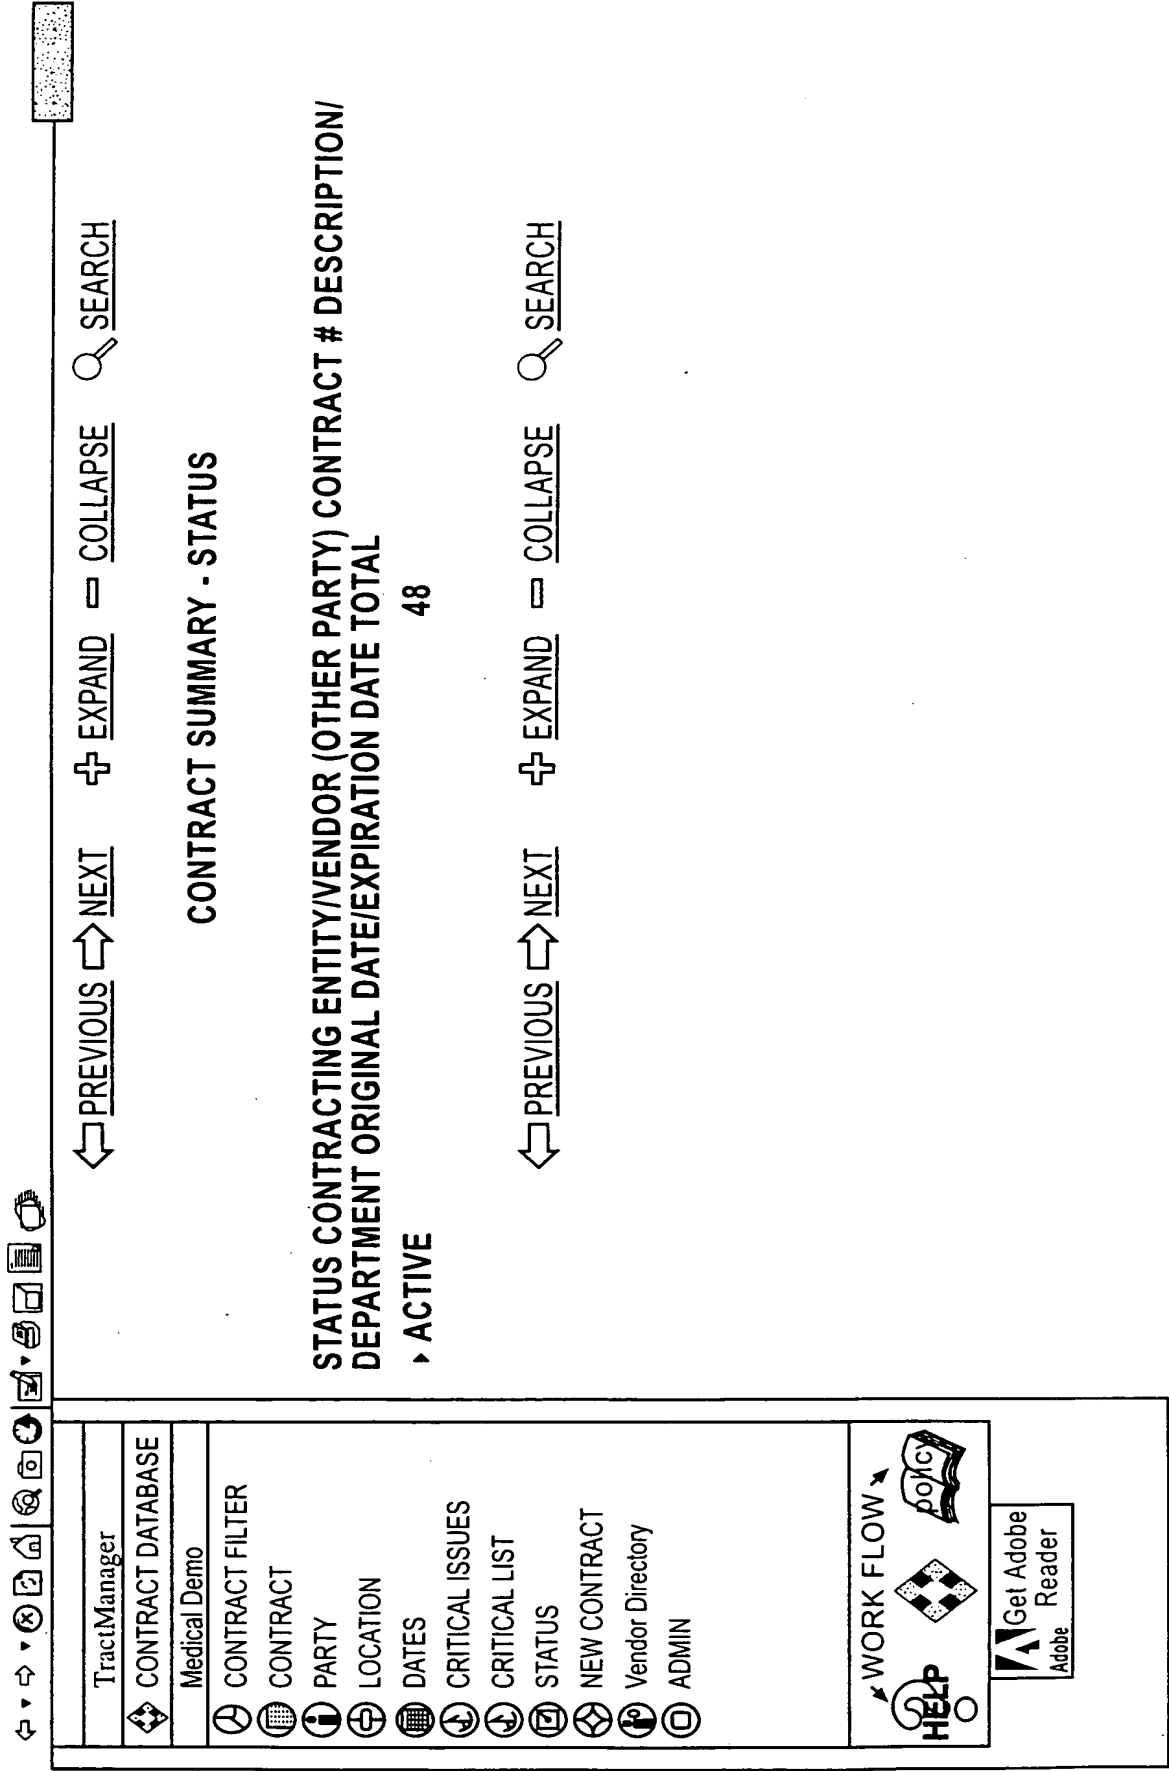 TractManager
CONTRACT DATABASE
Medical Demo
CONTRACT FILTER
CONTRACT
PARTY
LOCATION
DATES
CRITICAL ISSUES
CRITICAL LIST
STATUS
NEW CONTRACT
Vendor Directory
ADMIN
WORK FLOW
HELP
policy
Get Adobe
Reader
Adobe
PREVIOUS NEXT EXPAND COLLAPSE SEARCH
CONTRACT SUMMARY - STATUS
STATUS CONTRACTING ENTITY/VENDOR (OTHER PARTY) CONTRACT # DESCRIPTION/
DEPARTMENT ORIGINAL DATE/EXPIRATION DATE TOTAL
ACTIVE 48
PREVIOUS NEXT EXPAND COLLAPSE SEARCH